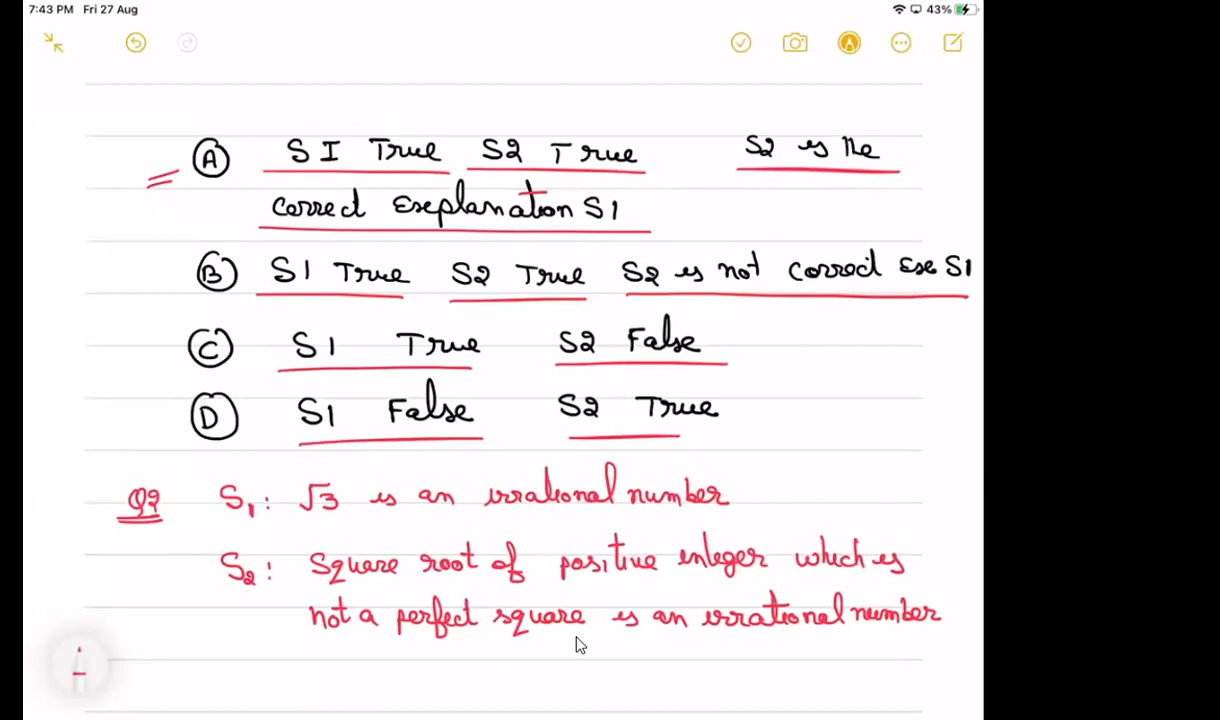 7:43 PM Fri 27 Aug 43%
A SI True S2 True S2 is the
correct Explanation S1
B S1 True S2 True S2 is not correct Exe S1
C S1 True S2 False
D S1 False S2 True
Q2 S1: √3 is an irrational number
S2: Square root of positive integer which is
not a perfect square is an irrational number